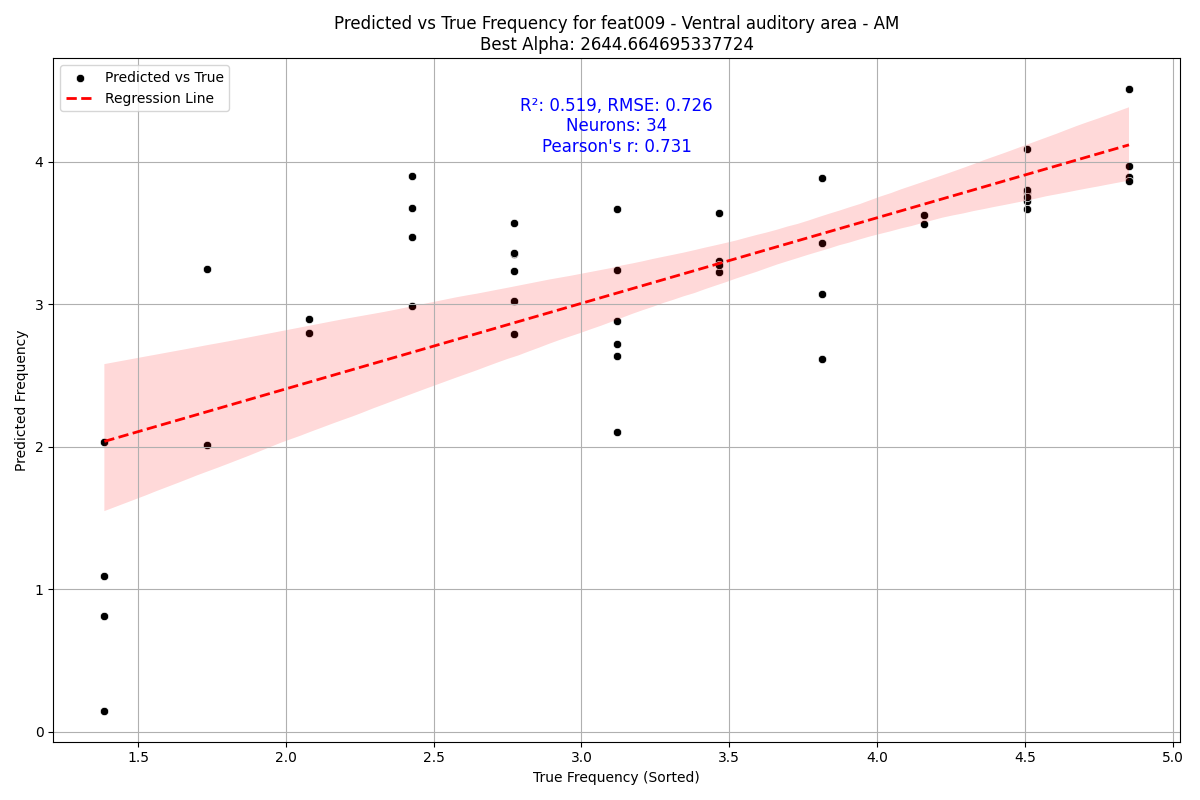 Predicted vs True Frequency for feat009 - Ventral auditory area - AM
Best Alpha: 2644.664695337724
Predicted vs True
Regression Line
R²: 0.519, RMSE: 0.726
Neurons: 34
Pearson's r: 0.731
Predicted Frequency
4
3
2
1
0
1.5
2.0
2.5
3.0
3.5
4.0
4.5
5.0
True Frequency (Sorted)